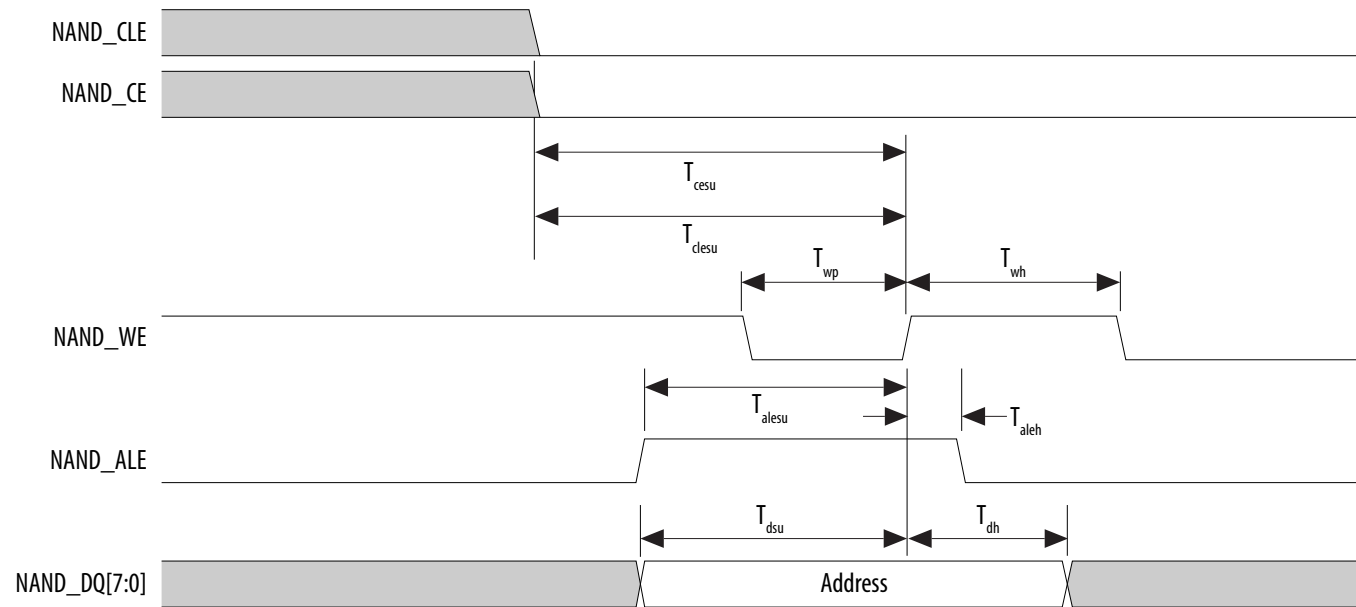 NAND_CLE
NAND_CE
T_cesu
T_clesu
T_wp
T_wh
NAND_WE
T_alesu
T_aleh
NAND_ALE
T_dsu
T_dh
NAND_DQ[7:0]
Address